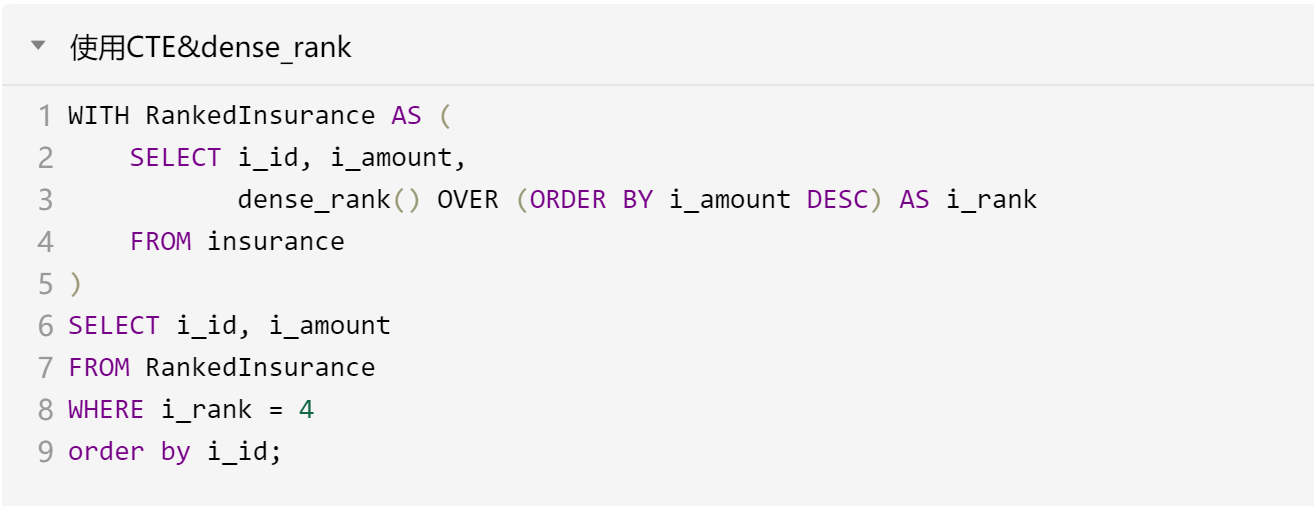 使用CTE&dense_rank
1 WITH RankedInsurance AS (
2     SELECT i_id, i_amount,
3            dense_rank() OVER (ORDER BY i_amount DESC) AS i_rank
4     FROM insurance
5 )
6 SELECT i_id, i_amount
7 FROM RankedInsurance
8 WHERE i_rank = 4
9 order by i_id;